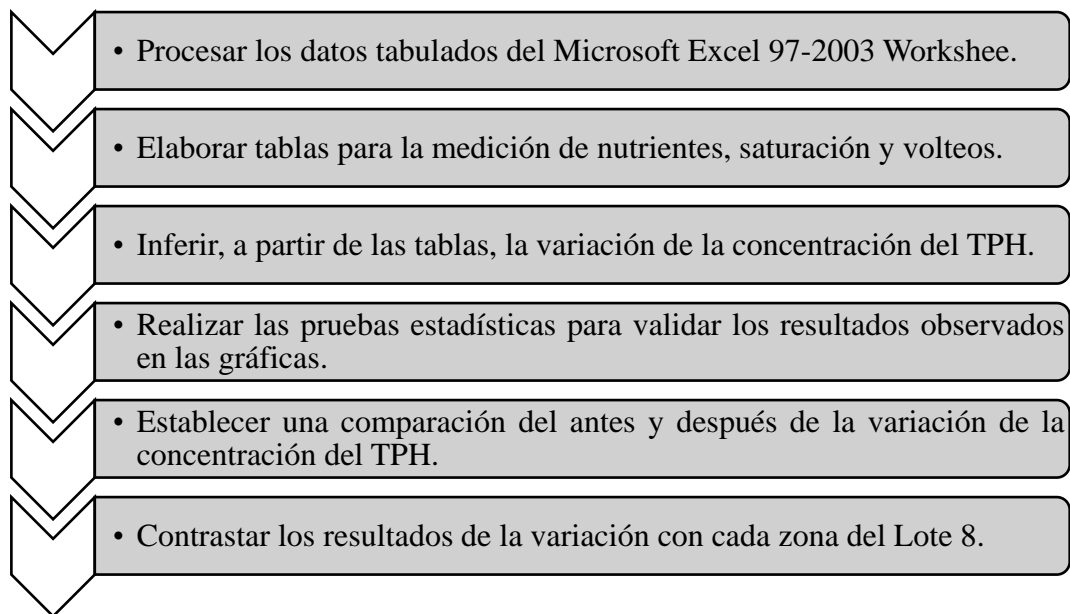 • Procesar los datos tabulados del Microsoft Excel 97-2003 Workshee.
• Elaborar tablas para la medición de nutrientes, saturación y volteos.
• Inferir, a partir de las tablas, la variación de la concentración del TPH.
• Realizar las pruebas estadísticas para validar los resultados observados
en las gráficas.
• Establecer una comparación del antes y después de la variación de la
concentración del TPH.
• Contrastar los resultados de la variación con cada zona del Lote 8.